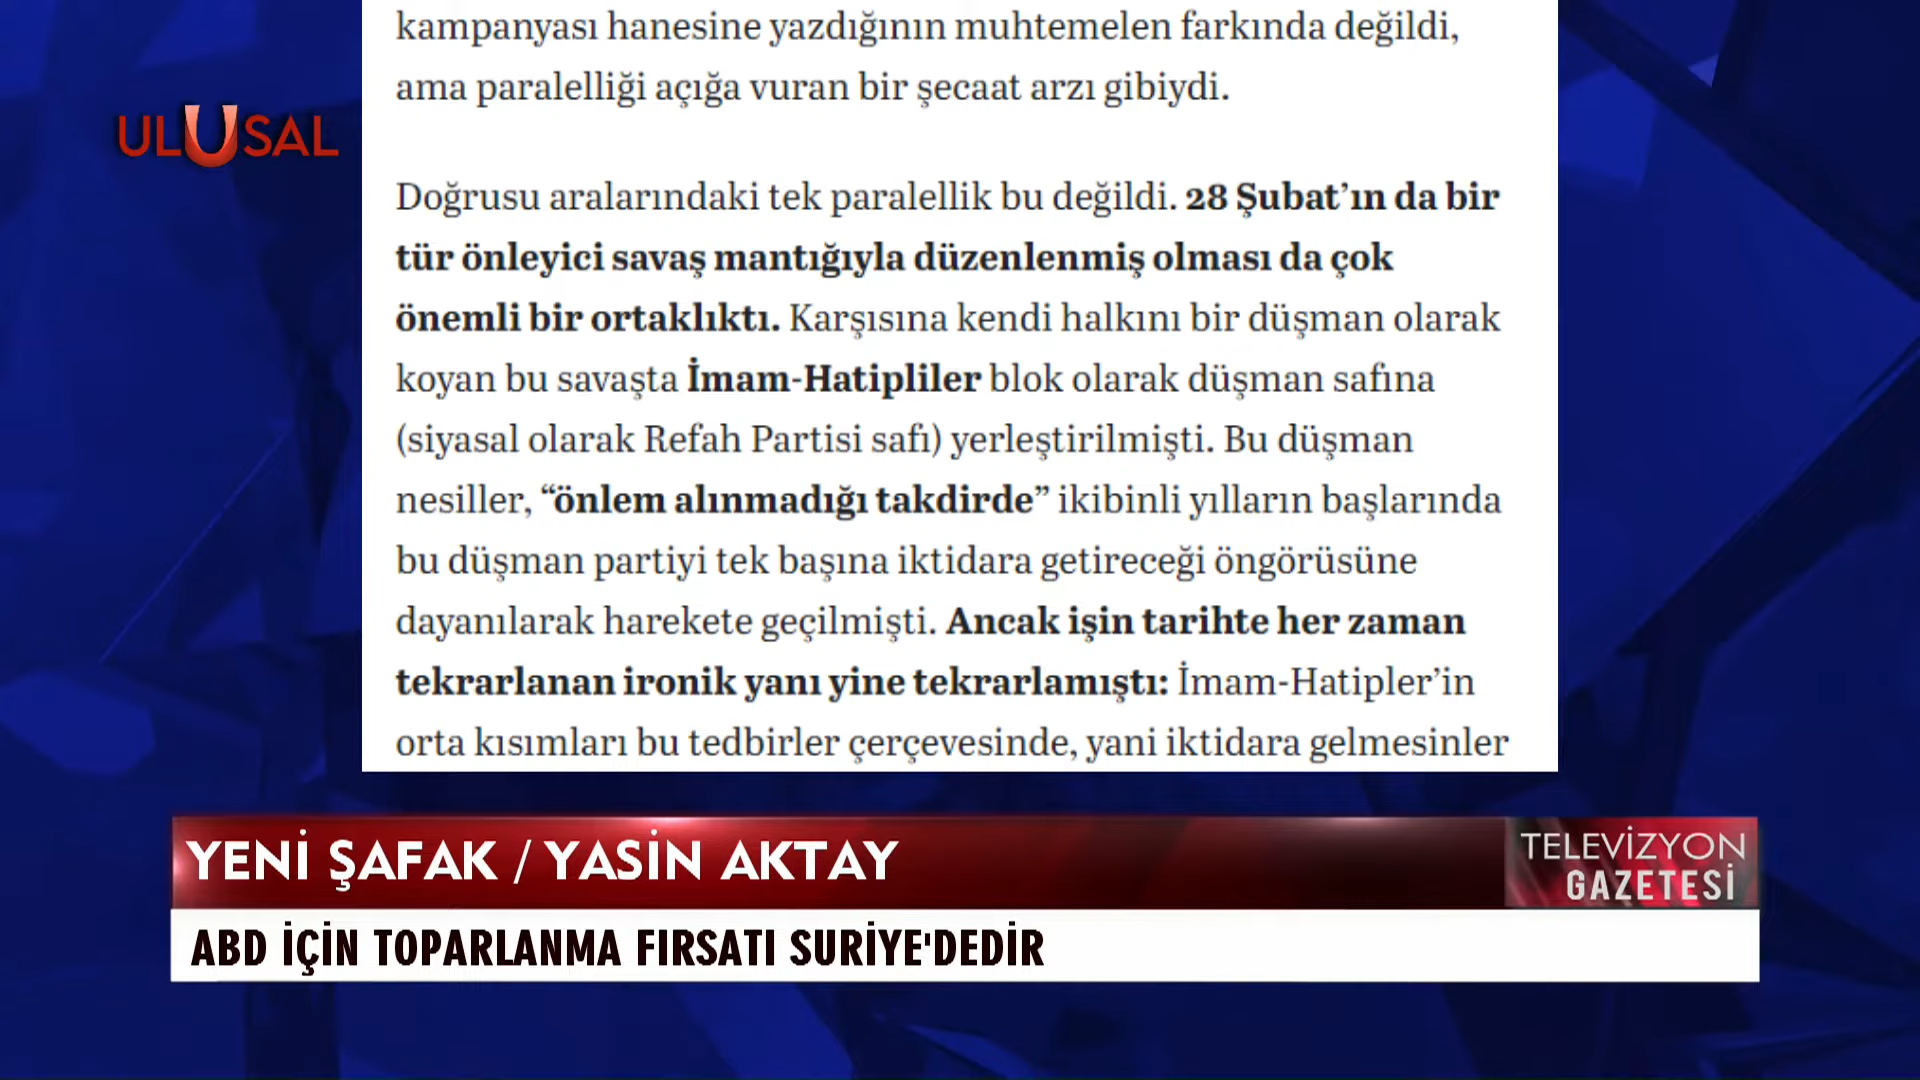 kampanyası hanesine yazdığının muhtemelen farkında değildi,
ama paralelliği açığa vuran bir şecaat arzı gibiydi.
ULUSAL
Doğrusu aralarındaki tek paralellik bu değildi. 28 Şubat’ın da bir
tür önleyici savaş mantığıyla düzenlenmiş olması da çok
önemli bir ortaklıktı. Karşısına kendi halkını bir düşman olarak
koyan bu savaşta İmam-Hatipliler blok olarak düşman safına
(siyasal olarak Refah Partisi safı) yerleştirilmişti. Bu düşman
nesiller, “önlem alınmadığı takdirde” ikibinli yılların başlarında
bu düşman partiyi tek başına iktidara getireceği öngörüsüne
dayanılarak harekete geçilmişti. Ancak işin tarihte her zaman
tekrarlanan ironik yanı yine tekrarlamıştı: İmam-Hatipler’in
orta kısımları bu tedbirler çerçevesinde, yani iktidara gelmesinler
YENİ ŞAFAK / YASİN AKTAY
TELEVİZYON
GAZETESİ
ABD İÇİN TOPARLANMA FIRSATI SURİYE'DEDİR